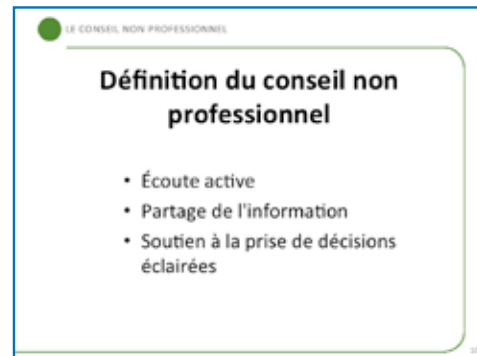 LE CONSEIL NON PROFESSIONNEL
Définition du conseil non
professionnel
• Écoute active
• Partage de l'information
• Soutien à la prise de décisions
éclairées